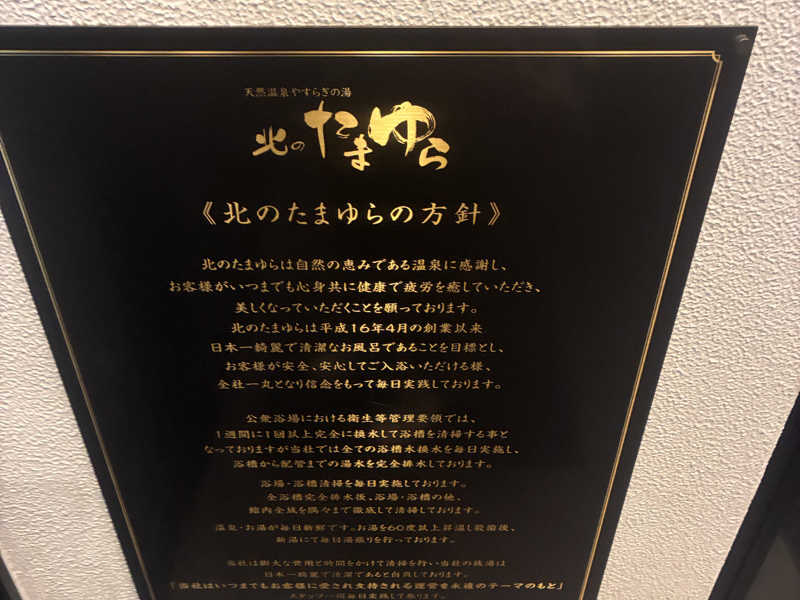 天然温泉やすらぎの湯
北のたまゆら
《北のたまゆらの方針》
北のたまゆらは自然の恵みである温泉に感謝し、
お客様がいつまでも心身共に健康で疲労を癒していただき、
美しくなっていただくことを願っております。
北のたまゆらは平成16年4月の創業以来
日本一綺麗で清潔なお風呂であることを目標とし、
お客様が安全、安心してご入浴いただける様、
全社一丸となり信念をもって毎日実践しております。
公衆浴場における衛生等管理要領では、
1週間に1回以上完全に換水して浴槽を清掃する事と
なっておりますが当社では全ての浴槽水換水を毎日実施し、
浴槽から配管までの湯水を完全排水しております。
浴場・浴槽清掃を毎日実施しております。
全浴槽完全排水後、浴場・浴槽の他、
館内全域を隅々まで徹底して清掃しております。
温泉・お湯が毎日新鮮です。お湯を60度以上昇温し殺菌後、
新湯にて毎日湯張りを行っております。
当社は膨大な費用と時間をかけて清掃を行い当社の銭湯は
日本一綺麗で清潔であると自負しております。
「当社はいつまでもお客様に愛され支持される運営を永遠のテーマのもと」
スタッフ一同毎日実践して参ります。